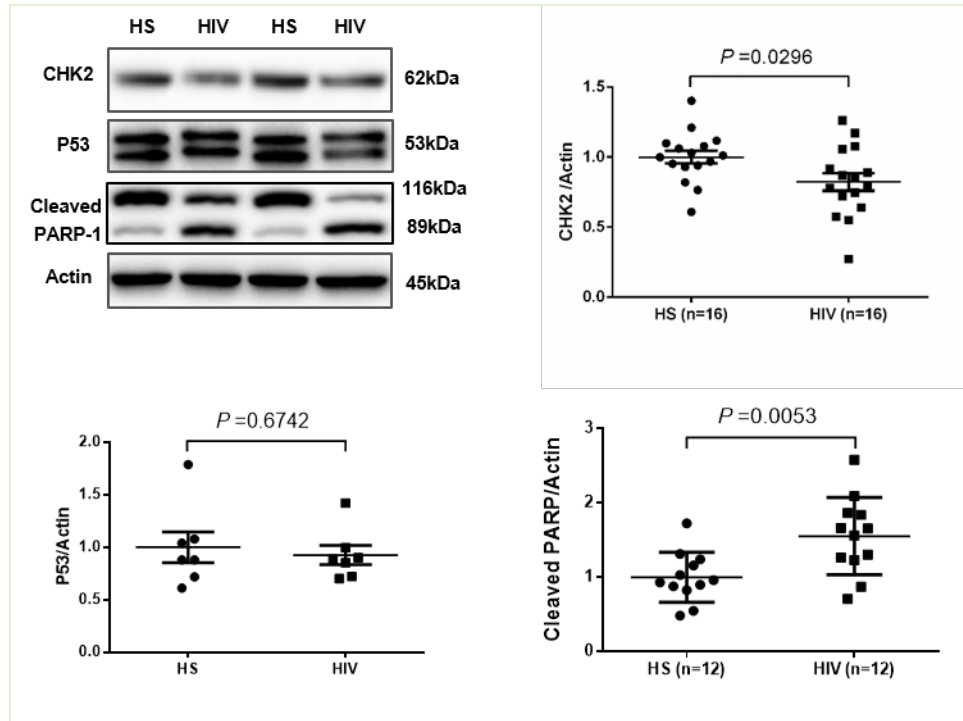 HS HIV HS HIV
CHK2 62kDa
P53 53kDa
116kDa
Cleaved
PARP-1 89kDa
Actin 45kDa
P =0.0296
1.5
1.0
0.5
0.0
CHK2 /Actin
HS (n=16) HIV (n=16)
P =0.6742
2.0
1.5
1.0
0.5
0.0
P53/Actin
HS HIV
P =0.0053
3
2
1
0
Cleaved PARP/Actin
HS (n=12) HIV (n=12)